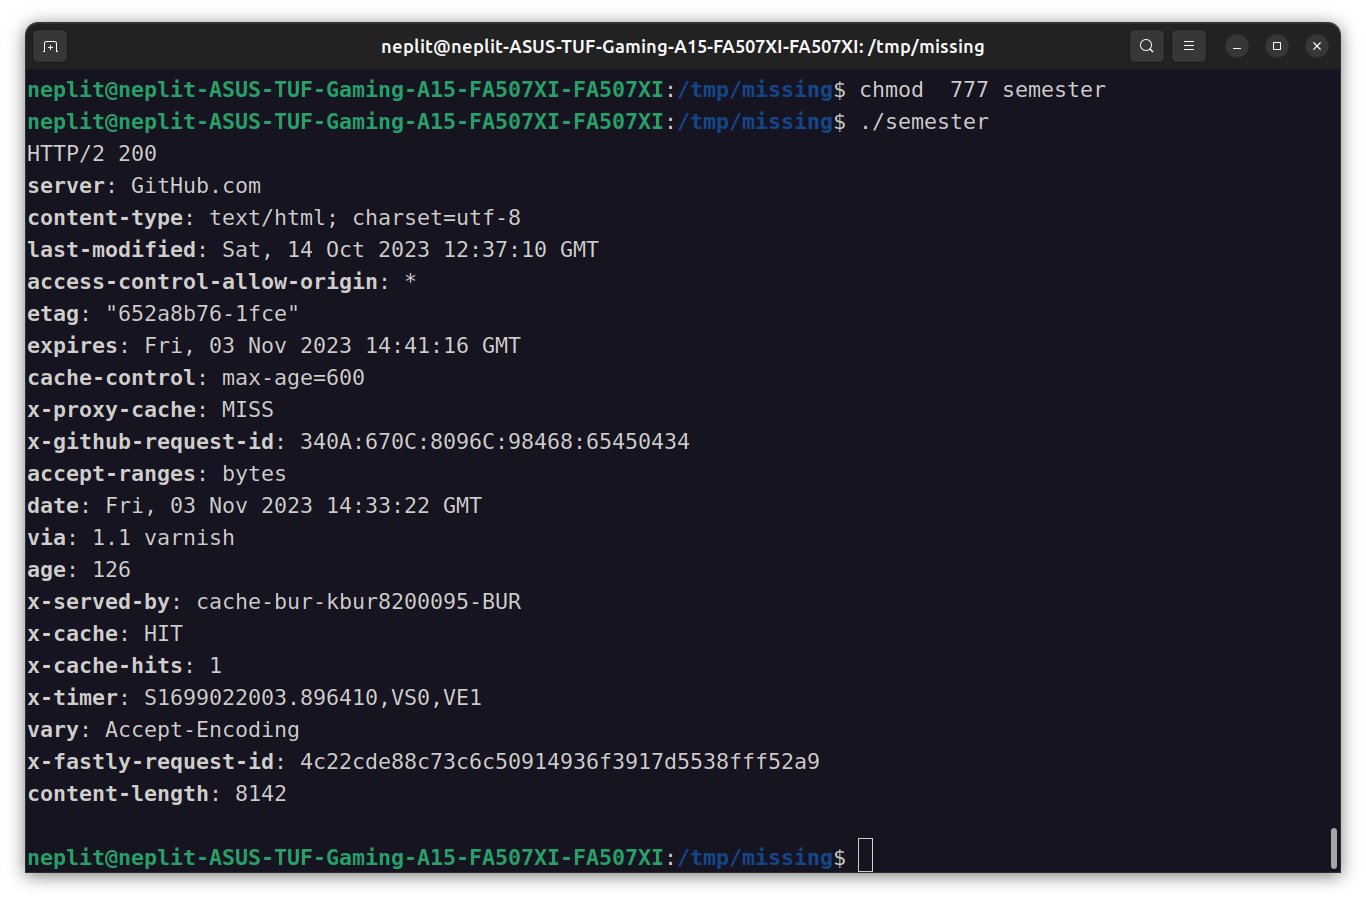 neplit@neplit-ASUS-TUF-Gaming-A15-FA507XI-FA507XI: /tmp/missing
neplit@neplit-ASUS-TUF-Gaming-A15-FA507XI-FA507XI:/tmp/missing$ chmod  777 semester
neplit@neplit-ASUS-TUF-Gaming-A15-FA507XI-FA507XI:/tmp/missing$ ./semester
HTTP/2 200
server: GitHub.com
content-type: text/html; charset=utf-8
last-modified: Sat, 14 Oct 2023 12:37:10 GMT
access-control-allow-origin: *
etag: "652a8b76-1fce"
expires: Fri, 03 Nov 2023 14:41:16 GMT
cache-control: max-age=600
x-proxy-cache: MISS
x-github-request-id: 340A:670C:8096C:98468:65450434
accept-ranges: bytes
date: Fri, 03 Nov 2023 14:33:22 GMT
via: 1.1 varnish
age: 126
x-served-by: cache-bur-kbur8200095-BUR
x-cache: HIT
x-cache-hits: 1
x-timer: S1699022003.896410,VS0,VE1
vary: Accept-Encoding
x-fastly-request-id: 4c22cde88c73c6c50914936f3917d5538fff52a9
content-length: 8142
neplit@neplit-ASUS-TUF-Gaming-A15-FA507XI-FA507XI:/tmp/missing$